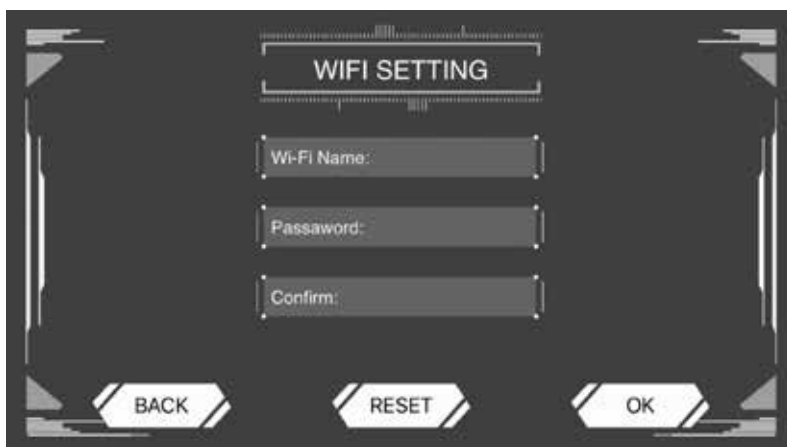 WIFI SETTING
Wi-Fi Name:
Passaword:
Confirm:
BACK RESET OK